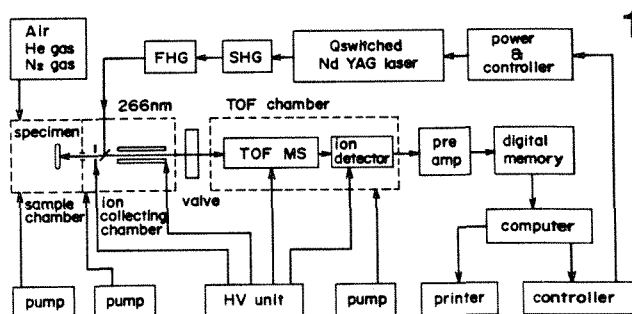 Air
He gas
N₂ gas
FHG
SHG
Qswitched
Nd YAG laser
power
&
controller
266nm
TOF chamber
specimen
TOF MS
ion
detector
pre
amp
digital
memory
valve
sample
chamber
ion
collecting
chamber
computer
pump
pump
HV unit
pump
printer
controller